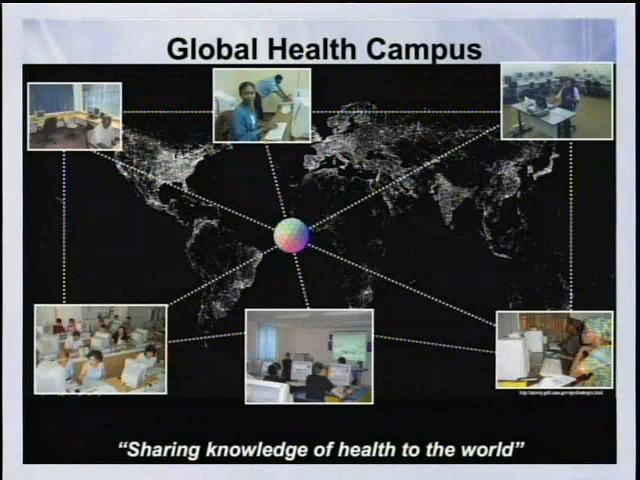 Global Health Campus
“Sharing knowledge of health to the world”